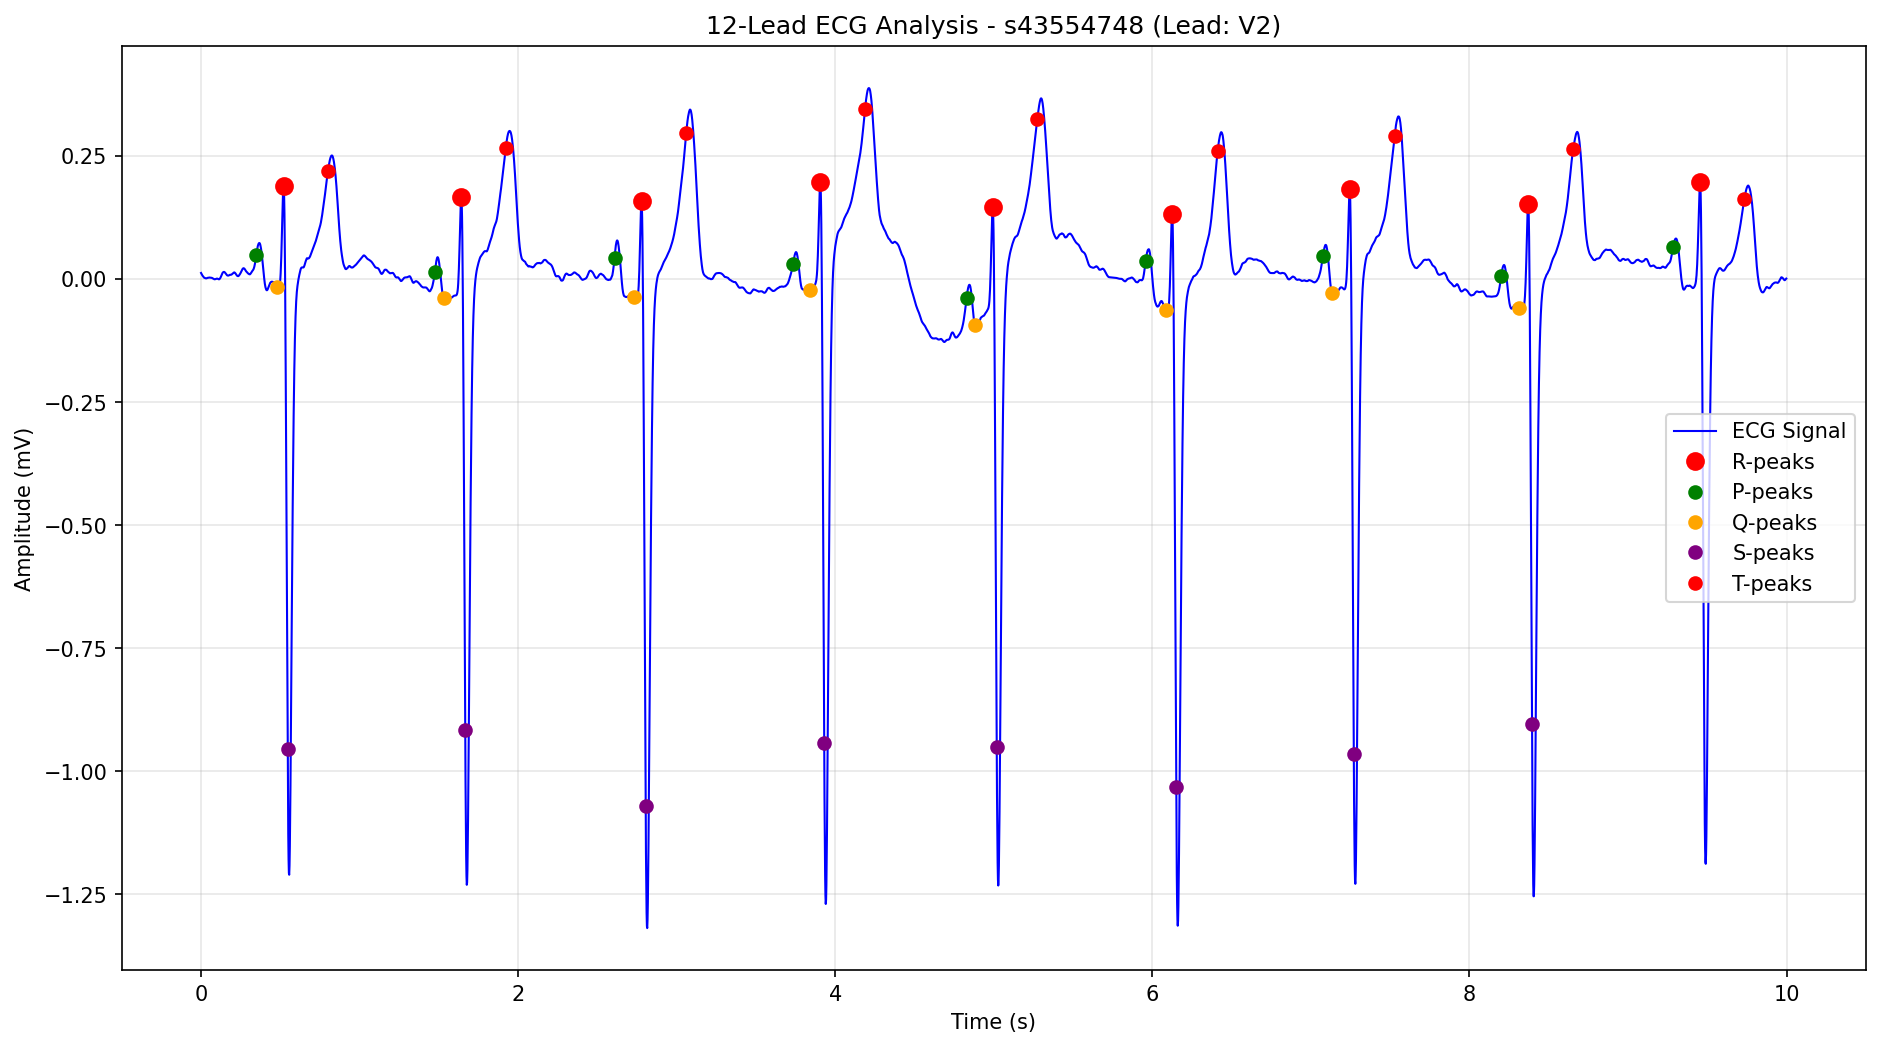 12-Lead ECG Analysis - s43554748 (Lead: V2)
Amplitude (mV)
0.25
0.00
−0.25
−0.50
−0.75
−1.00
−1.25
ECG Signal
R-peaks
P-peaks
Q-peaks
S-peaks
T-peaks
0 2 4 6 8 10
Time (s)